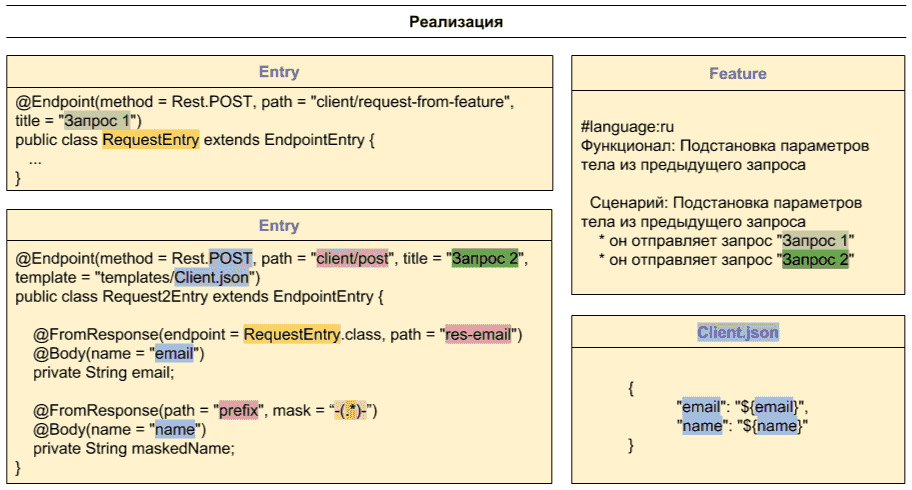 Реализация
Entry
@Endpoint(method = Rest.POST, path = "client/request-from-feature",
title = "Запрос 1")
public class RequestEntry extends EndpointEntry {
...
}
Entry
@Endpoint(method = Rest.POST, path = "client/post", title = "Запрос 2",
template = "templates/Client.json")
public class Request2Entry extends EndpointEntry {
@FromResponse(endpoint = RequestEntry.class, path = "res-email")
@Body(name = "email")
private String email;
@FromResponse(path = "prefix", mask = “-(.*)-”)
@Body(name = "name")
private String maskedName;
}
Feature
#language:ru
Функционал: Подстановка параметров
тела из предыдущего запроса
Сценарий: Подстановка параметров
тела из предыдущего запроса
* он отправляет запрос "Запрос 1"
* он отправляет запрос "Запрос 2"
Client.json
{
"email": "${email}",
"name": "${name}"
}